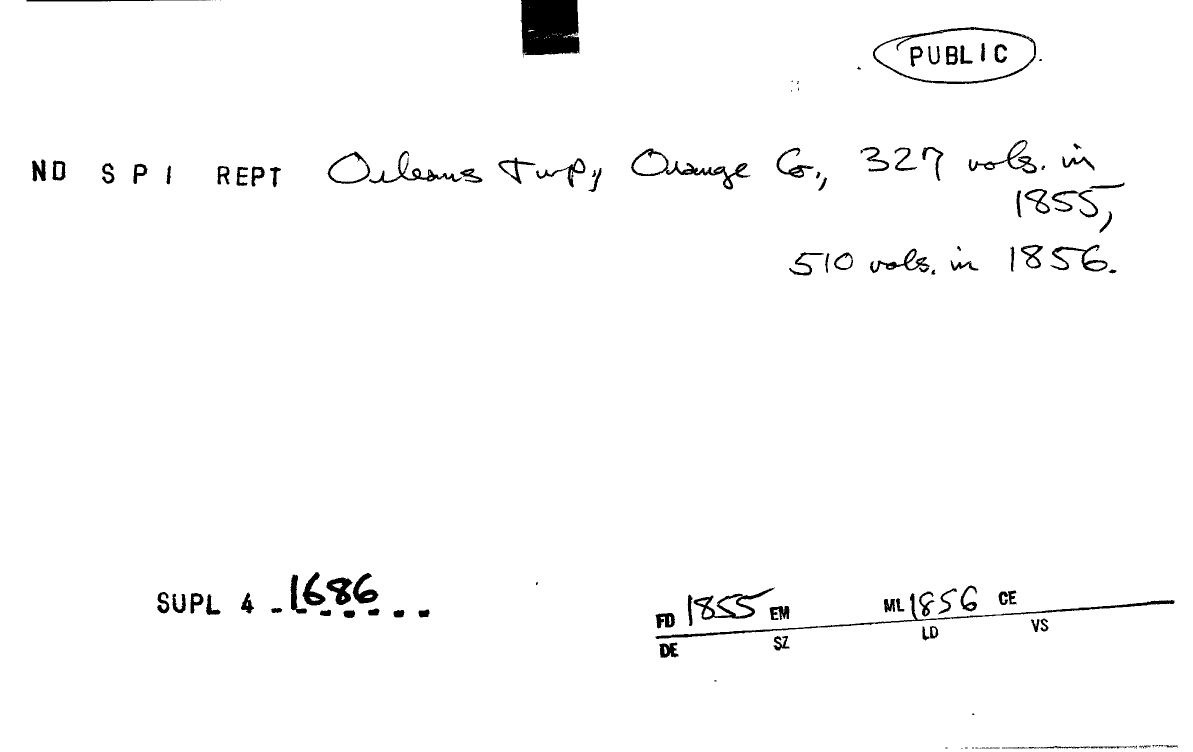 PUBLIC
ND S P I REPT Orleans Twp, Orange Co., 327 vols. in
1855,
510 vols. in 1856.
SUPL 4 - 1686
FD 1855 EM ML 1856 CE
DE SZ LD VS